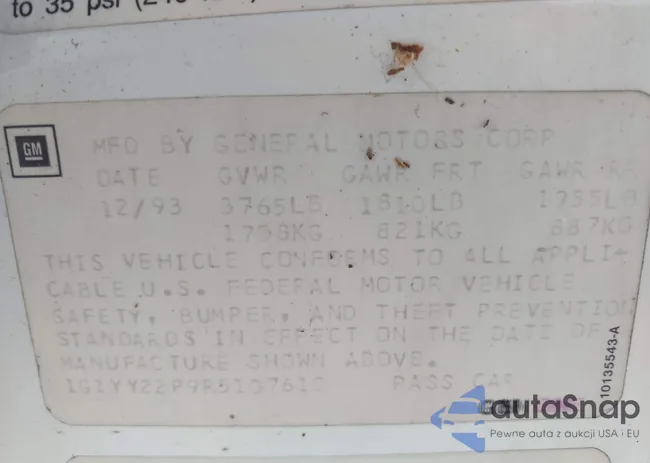 to 35 psi
GM
MFD BY GENERAL MOTORS CORP
DATE GVWR GAWR FRT GAWR RR
12/93 3765LB 1810LB 1955LB
1758KG 821KG 887KG
THIS VEHICLE CONFORMS TO ALL APPLI-
CABLE U.S. FEDERAL MOTOR VEHICLE
SAFETY, BUMPER, AND THEFT PREVENTION
STANDARDS IN EFFECT ON THE DATE OF
MANUFACTURE SHOWN ABOVE.
PASS CAR
10135543-A
autoSnap
Pewne auta z aukcji USA i EU